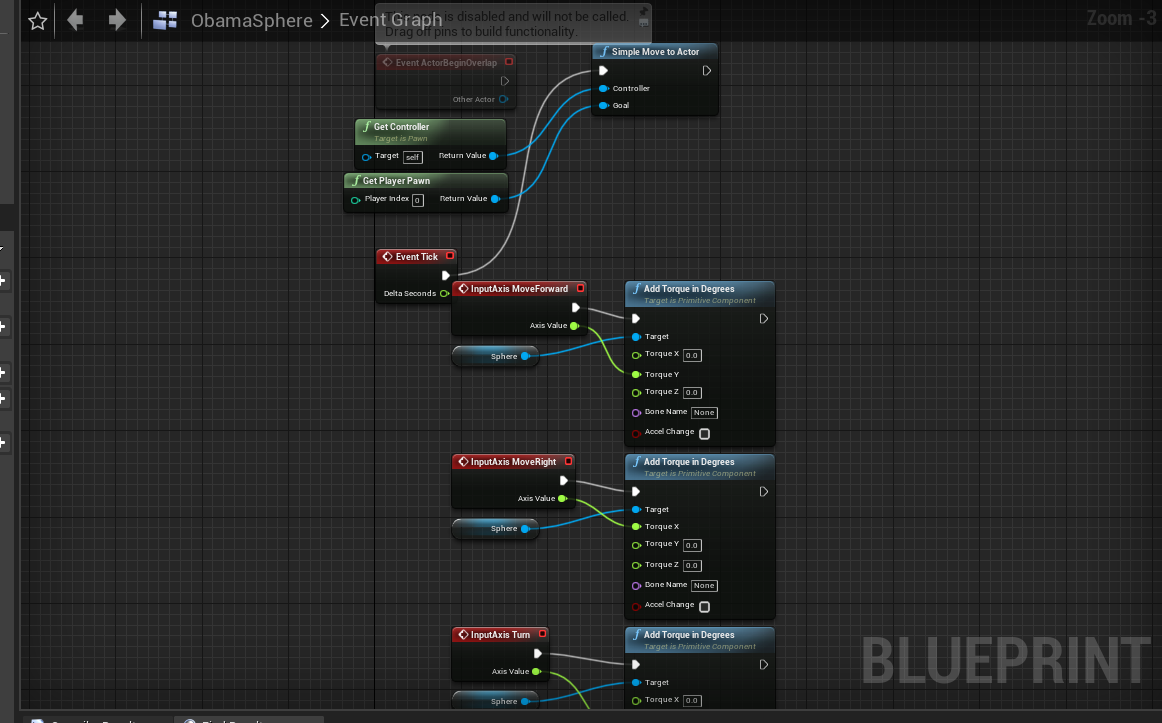 ObamaSphere > Event Graph
is disabled and will not be called.
Drag off pins to build functionality.
Zoom -3
Event ActorBeginOverlap
Other Actor
Simple Move to Actor
Controller
Goal
Get Controller
Target is Pawn
Target self Return Value
Get Player Pawn
Player Index 0 Return Value
Event Tick
Delta Seconds
InputAxis MoveForward
Axis Value
Sphere
Add Torque in Degrees
Target is Primitive Component
Target
Torque X 0.0
Torque Y
Torque Z 0.0
Bone Name None
Accel Change
InputAxis MoveRight
Axis Value
Sphere
Add Torque in Degrees
Target is Primitive Component
Target
Torque X
Torque Y 0.0
Torque Z 0.0
Bone Name None
Accel Change
InputAxis Turn
Axis Value
Sphere
Add Torque in Degrees
Target is Primitive Component
Target
Torque X 0.0
BLUEPRINT